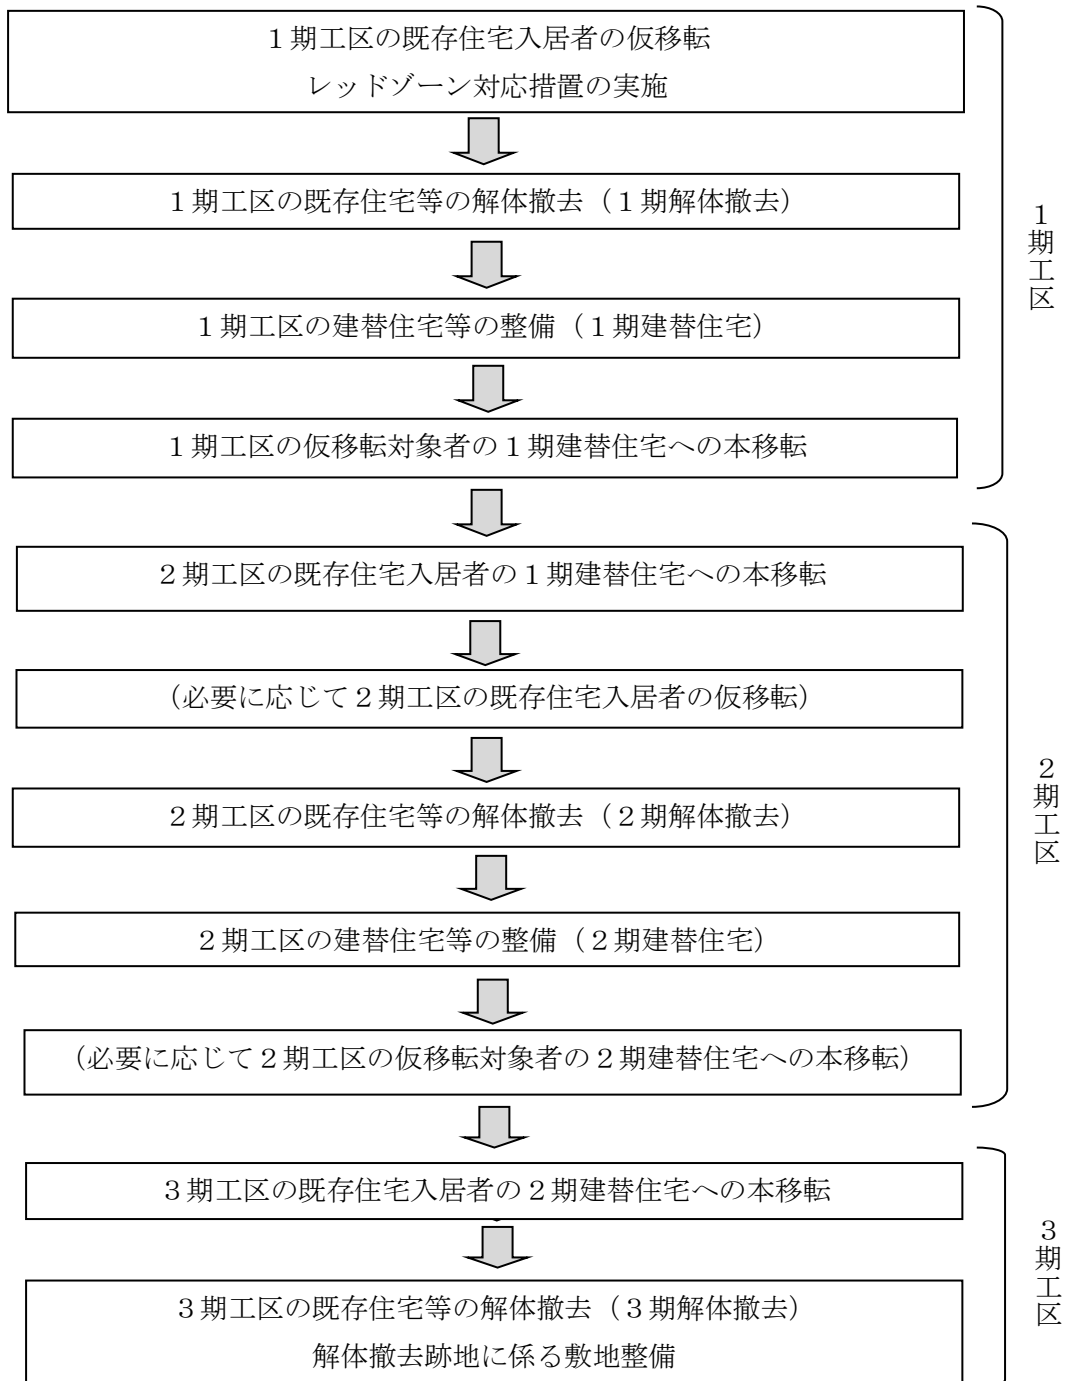 １期工区の既存住宅入居者の仮移転
レッドゾーン対応措置の実施
１期工区の既存住宅等の解体撤去（１期解体撤去）
１期工区の建替住宅等の整備（１期建替住宅）
１期工区の仮移転対象者の１期建替住宅への本移転
１期工区
２期工区の既存住宅入居者の１期建替住宅への本移転
（必要に応じて２期工区の既存住宅入居者の仮移転）
２期工区の既存住宅等の解体撤去（２期解体撤去）
２期工区の建替住宅等の整備（２期建替住宅）
（必要に応じて２期工区の仮移転対象者の２期建替住宅への本移転）
２期工区
３期工区の既存住宅入居者の２期建替住宅への本移転
３期工区の既存住宅等の解体撤去（３期解体撤去）
解体撤去跡地に係る敷地整備
３期工区